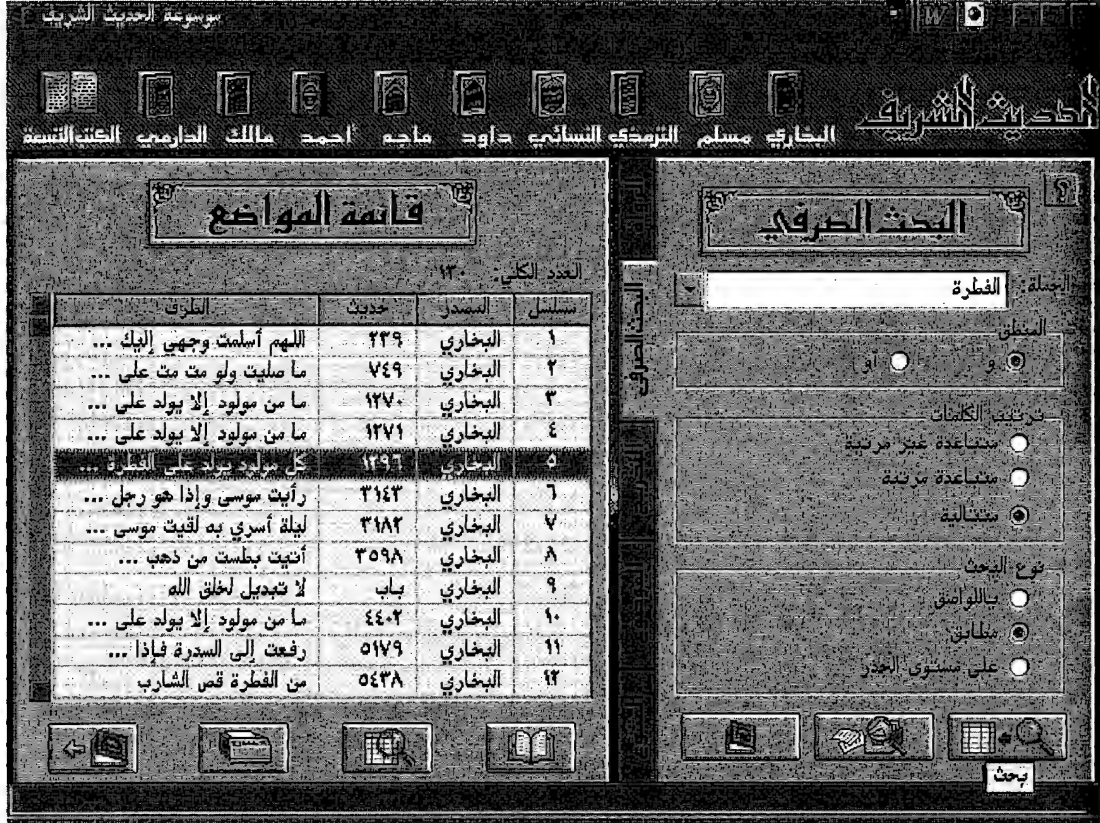 موسوعة الحديث الشريف
W
الحديث الشريف
البخاري مسلم الترمذي النسائي داود ماجه احمد مالك الدارمي الكتب التسعة
؟
البحث الصرفي
الجملة: الفطرة
المنطق
و أو
ترتيب الكلمات
متباعدة غير مرتبة
متباعدة مرتبة
متتالية
نوع البحث
باللواصق
مطابق
على مستوى الجذر
بحث
البحث الصرفي
قائمة المواضع
العدد الكلي: ١٣٠
مسلسل المصدر حديث الطرف
١ البخاري ٢٣٩ اللهم أسلمت وجهي إليك ...
٢ البخاري ٧٤٩ ما صليت ولو مت مت على ...
٣ البخاري ١٢٧٠ ما من مولود إلا يولد على ...
٤ البخاري ١٢٧١ ما من مولود إلا يولد على ...
٥ البخاري ١٢٩٦ كل مولود يولد على الفطرة ...
٦ البخاري ٣١٤٣ رأيت موسى وإذا هو رجل ...
٧ البخاري ٣١٨٢ ليلة أسري به لقيت موسى ...
٨ البخاري ٣٥٩٨ أتيت بطست من ذهب ...
٩ البخاري باب لا تبديل لخلق الله
١٠ البخاري ٤٤٠٢ ما من مولود إلا يولد على ...
١١ البخاري ٥١٧٩ رفعت إلى السدرة فإذا ...
١٢ البخاري ٥٤٣٨ من الفطرة قص الشارب